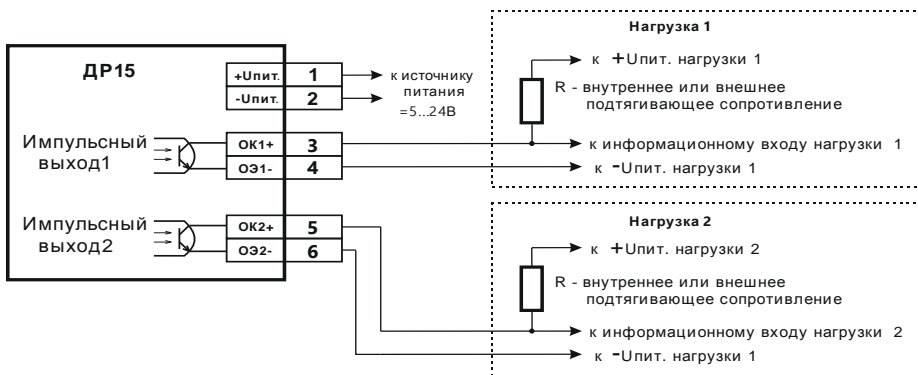 ДР15
+Uпит. 1
-Uпит. 2
к источнику
питания
=5...24В
Импульсный
выход1
ОК1+ 3
ОЭ1- 4
Импульсный
выход2
ОК2+ 5
ОЭ2- 6
Нагрузка 1
к +Uпит. нагрузки 1
R - внутреннее или внешнее
подтягивающее сопротивление
к информационному входу нагрузки 1
к -Uпит. нагрузки 1
Нагрузка 2
к +Uпит. нагрузки 2
R - внутреннее или внешнее
подтягивающее сопротивление
к информационному входу нагрузки 2
к -Uпит. нагрузки 1